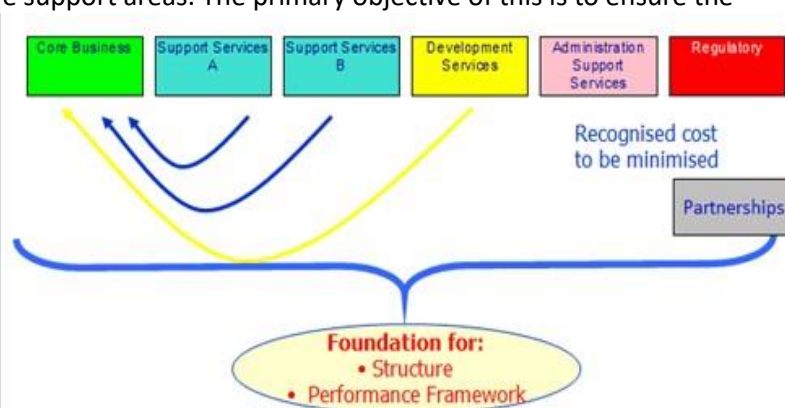 e support areas. The primary objective of this is to ensure the
Core Business
Support Services
A
Support Services
B
Development
Services
Administration
Support
Services
Regulatory
Recognised cost
to be minimised
Partnerships
Foundation for:
• Structure
• Performance Framework